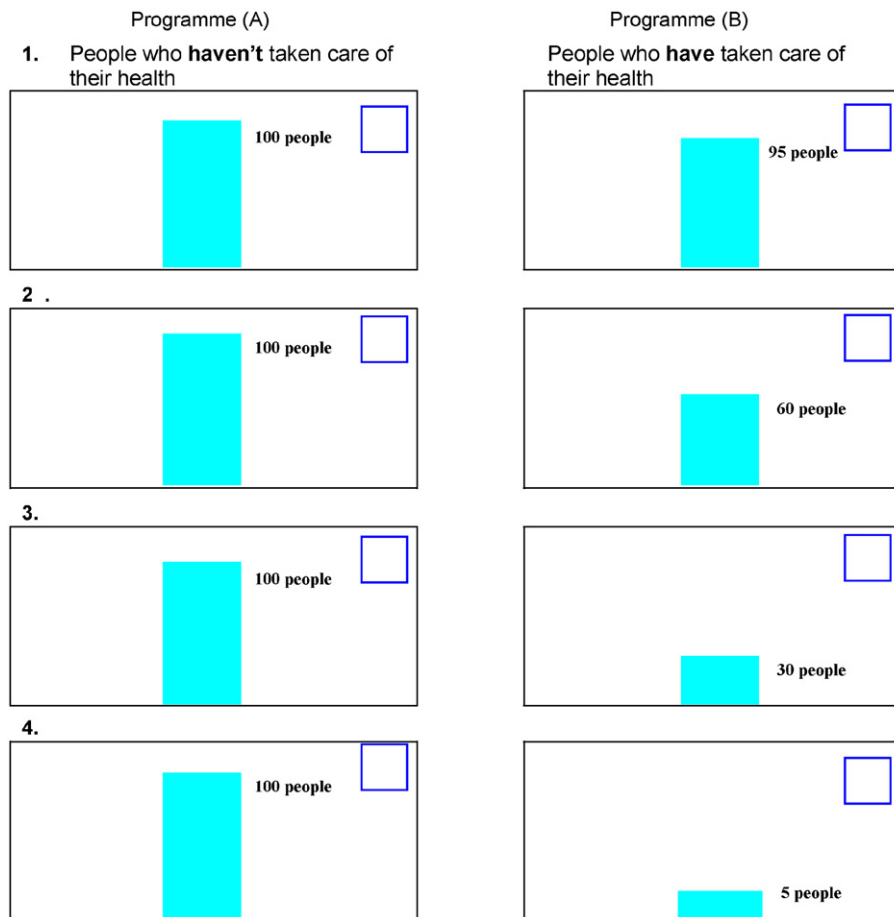 Programme (A)
Programme (B)
1. People who haven't taken care of
their health
People who have taken care of
their health
100 people
95 people
2 .
100 people
60 people
3.
100 people
30 people
4.
100 people
5 people